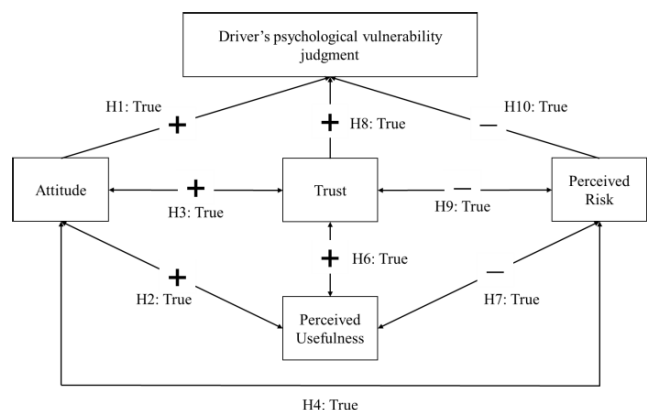 Driver's psychological vulnerability
judgment
H1: True
H10: True
+
+
H8: True
—
Attitude
+
Trust
—
Perceived
Risk
H3: True
H9: True
+
+
H6: True
—
H2: True
H7: True
Perceived
Usefulness
H4: True